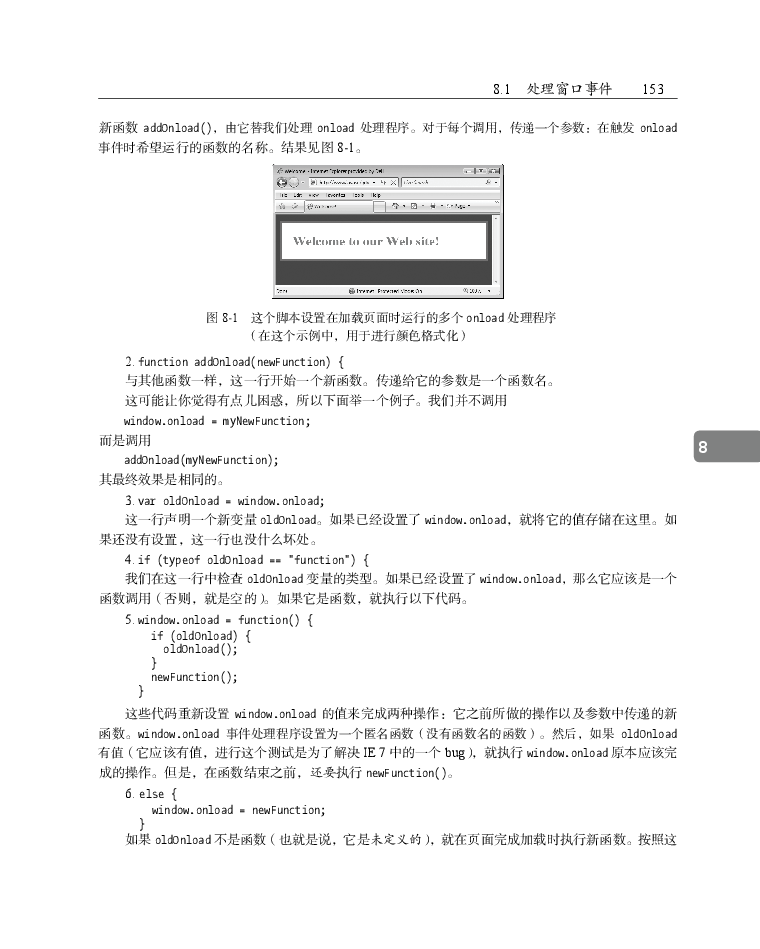 8.1 处理窗口事件 153
新函数 addOnload()，由它替我们处理 onload 处理程序。对于每个调用，传递一个参数：在触发 onload
事件时希望运行的函数的名称。结果见图 8-1。
Welcome - Internet Explorer provided by Dell
File Edit View Favorites Tools Help
Welcome!
Page
Welcome to our Web site!
Done
Internet | Protected Mode: On
100%
图 8-1 这个脚本设置在加载页面时运行的多个 onload 处理程序
（在这个示例中，用于进行颜色格式化）
2. function addOnload(newFunction) {
与其他函数一样，这一行开始一个新函数。传递给它的参数是一个函数名。
这可能让你觉得有点儿困惑，所以下面举一个例子。我们并不调用
window.onload = myNewFunction;
而是调用
addOnload(myNewFunction);
其最终效果是相同的。
8
3. var oldOnload = window.onload;
这一行声明一个新变量 oldOnload。如果已经设置了 window.onload，就将它的值存储在这里。如
果还没有设置，这一行也没什么坏处。
4. if (typeof oldOnload == "function") {
我们在这一行中检查 oldOnload 变量的类型。如果已经设置了 window.onload，那么它应该是一个
函数调用（否则，就是空的）。如果它是函数，就执行以下代码。
5. window.onload = function() {
if (oldOnload) {
oldOnload();
}
newFunction();
}
这些代码重新设置 window.onload 的值来完成两种操作：它之前所做的操作以及参数中传递的新
函数。window.onload 事件处理程序设置为一个匿名函数（没有函数名的函数）。然后，如果 oldOnload
有值（它应该有值，进行这个测试是为了解决 IE 7 中的一个 bug），就执行 window.onload 原本应该完
成的操作。但是，在函数结束之前，还要执行 newFunction()。
6. else {
window.onload = newFunction;
}
如果 oldOnload 不是函数（也就是说，它是未定义的），就在页面完成加载时执行新函数。按照这